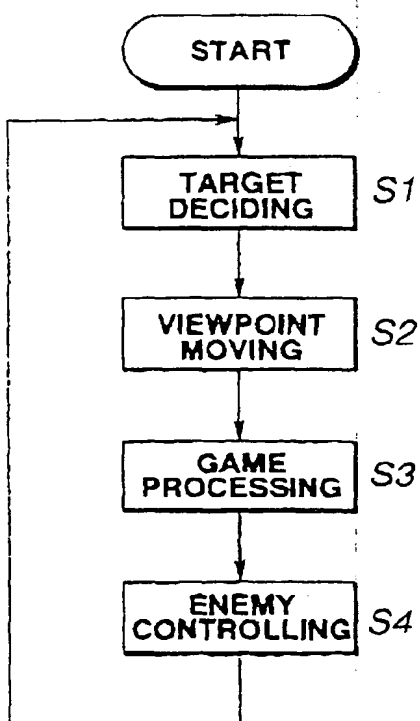 START
TARGET
DECIDING
S1
VIEWPOINT
MOVING
S2
GAME
PROCESSING
S3
ENEMY
CONTROLLING
S4